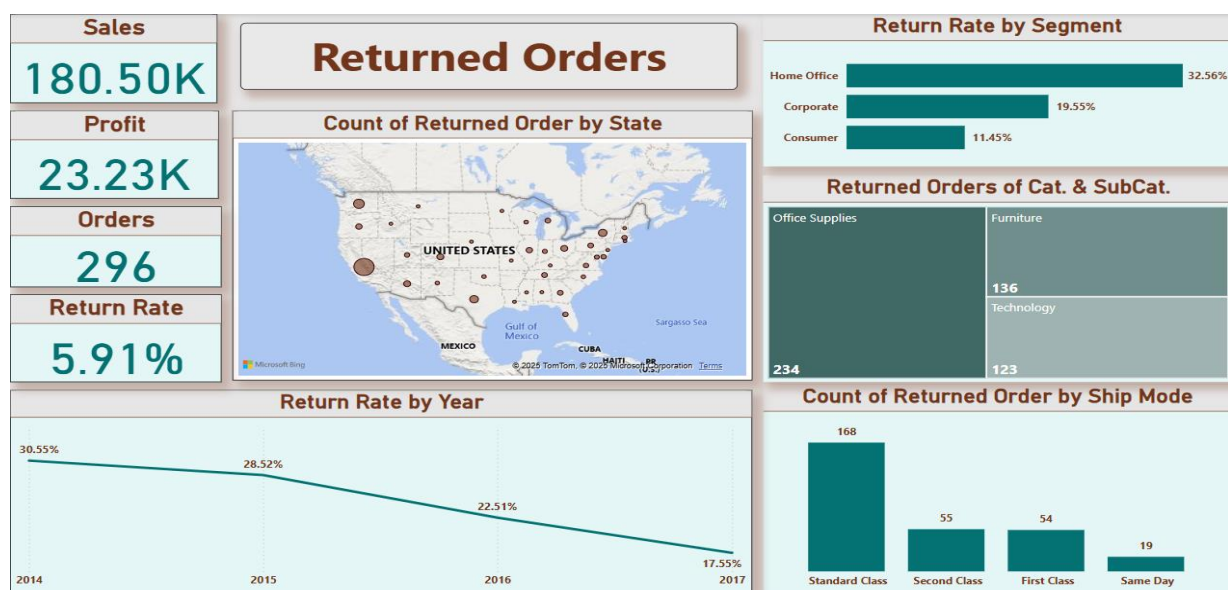 Sales
180.50K
Profit
23.23K
Orders
296
Return Rate
5.91%
Returned Orders
Count of Returned Order by State
UNITED STATES
Gulf of
Mexico
MEXICO
CUBA
HAITI
PR
(U.S.)
Sargasso Sea
Microsoft Bing
© 2025 TomTom, © 2025 Microsoft Corporation Terms
Return Rate by Segment
Home Office 32.56%
Corporate 19.55%
Consumer 11.45%
Returned Orders of Cat. & SubCat.
Office Supplies
234
Furniture
136
Technology
123
Return Rate by Year
30.55%
28.52%
22.51%
17.55%
2014 2015 2016 2017
Count of Returned Order by Ship Mode
168
55
54
19
Standard Class Second Class First Class Same Day